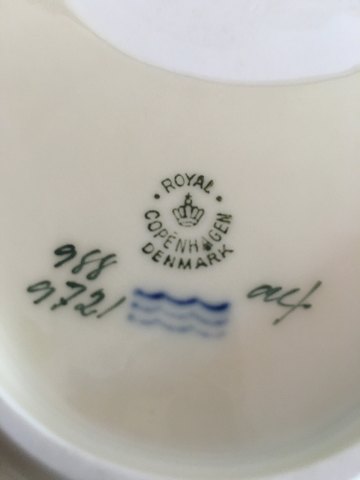 ROYAL
COPENHAGEN
DENMARK
988
9721